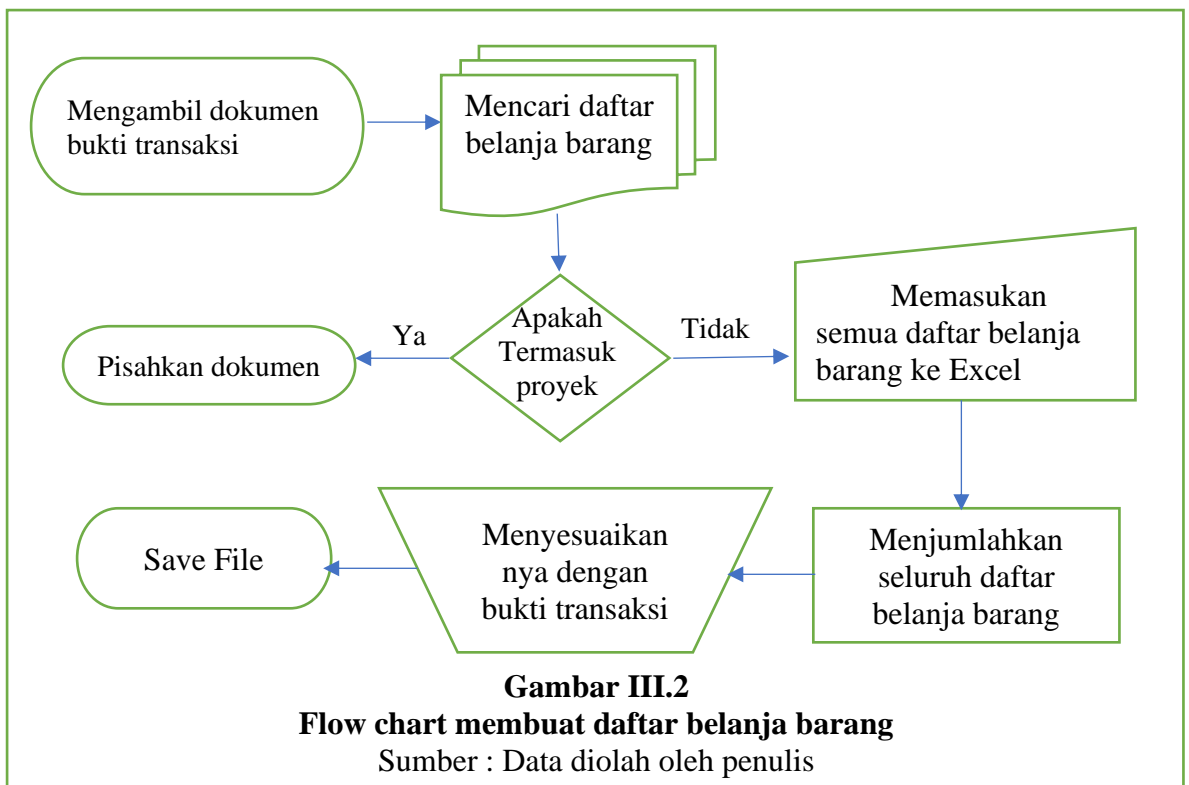 Mengambil dokumen
bukti transaksi
Mencari daftar
belanja barang
Apakah
Termasuk
proyek
Ya
Tidak
Pisahkan dokumen
Memasukan
semua daftar belanja
barang ke Excel
Menjumlahkan
seluruh daftar
belanja barang
Menyesuaikan
nya dengan
bukti transaksi
Save File
Gambar III.2
Flow chart membuat daftar belanja barang
Sumber : Data diolah oleh penulis